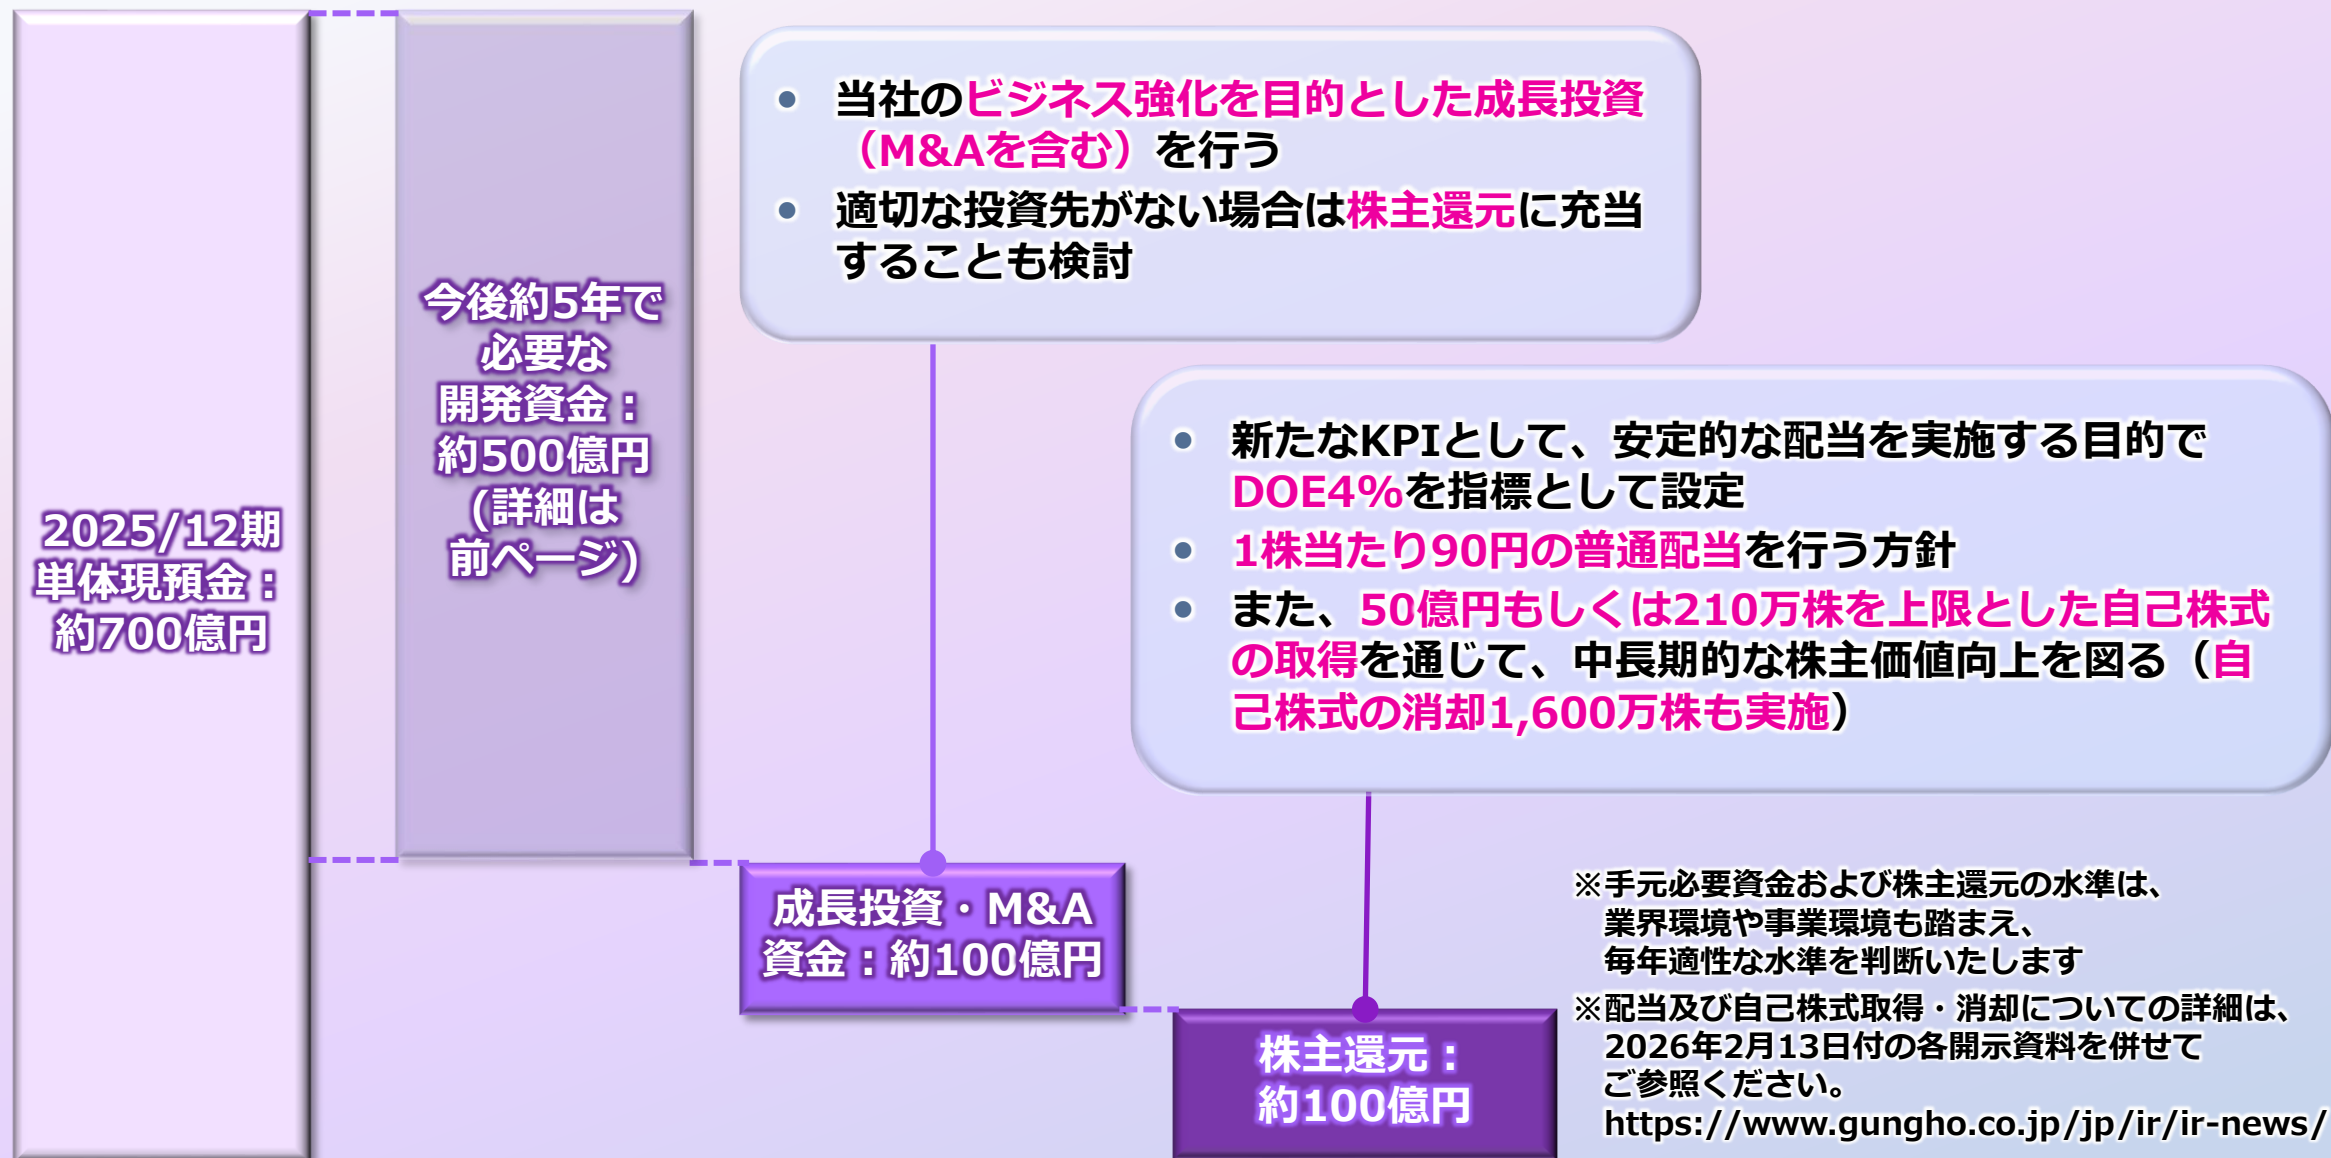 2025/12期
単体現預金：
約700億円
今後約5年で
必要な
開発資金：
約500億円
(詳細は
前ページ)
• 当社のビジネス強化を目的とした成長投資
（M&Aを含む）を行う
• 適切な投資先がない場合は株主還元に充当
することも検討
• 新たなKPIとして、安定的な配当を実施する目的で
DOE4%を指標として設定
• 1株当たり90円の普通配当を行う方針
• また、50億円もしくは210万株を上限とした自己株式
の取得を通じて、中長期的な株主価値向上を図る（自
己株式の消却1,600万株も実施）
成長投資・M&A
資金：約100億円
株主還元：
約100億円
※手元必要資金および株主還元の水準は、
業界環境や事業環境も踏まえ、
毎年適性な水準を判断いたします
※配当及び自己株式取得・消却についての詳細は、
2026年2月13日付の各開示資料を併せて
ご参照ください。
https://www.gungho.co.jp/jp/ir/ir-news/